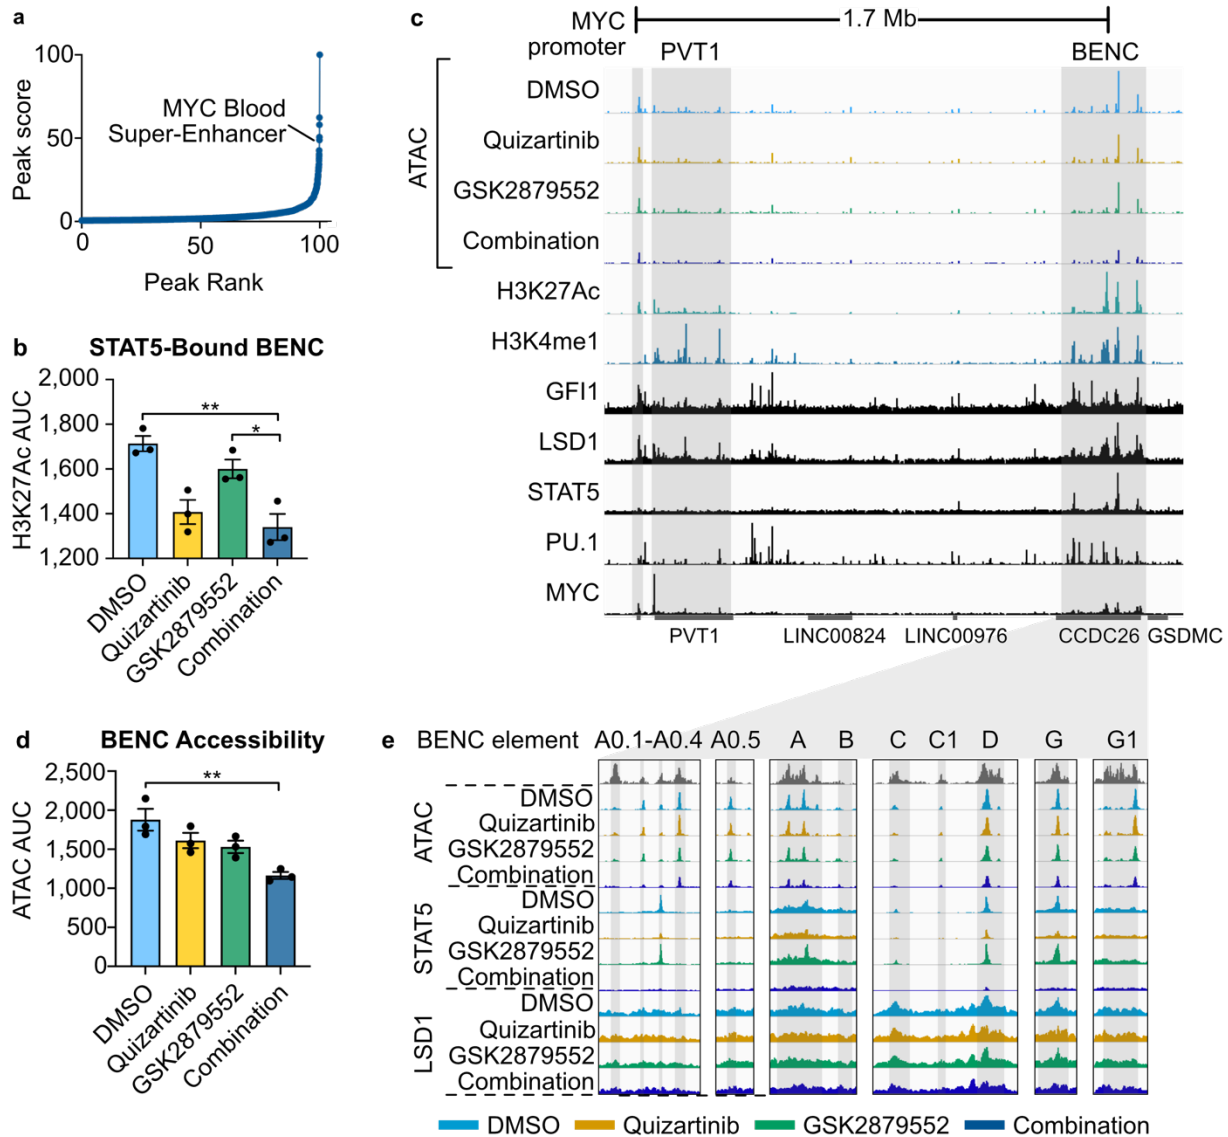 a
Peak score
100
50
0
MYC Blood
Super-Enhancer
0
50
100
Peak Rank
b
STAT5-Bound BENC
H3K27Ac AUC
2,000
1,800
1,600
1,400
1,200
**
*
DMSO
Quizartinib
GSK2879552
Combination
c
MYC
promoter
1.7 Mb
PVT1
BENC
ATAC
DMSO
Quizartinib
GSK2879552
Combination
H3K27Ac
H3K4me1
GFI1
LSD1
STAT5
PU.1
MYC
PVT1
LINC00824
LINC00976
CCDC26
GSDMC
d
BENC Accessibility
ATAC AUC
2,500
2,000
1,500
1,000
500
0
**
DMSO
Quizartinib
GSK2879552
Combination
e
BENC element
A0.1-A0.4
A0.5
A
B
C
C1
D
G
G1
ATAC
DMSO
Quizartinib
GSK2879552
Combination
STAT5
DMSO
Quizartinib
GSK2879552
Combination
LSD1
DMSO
Quizartinib
GSK2879552
Combination
DMSO
Quizartinib
GSK2879552
Combination